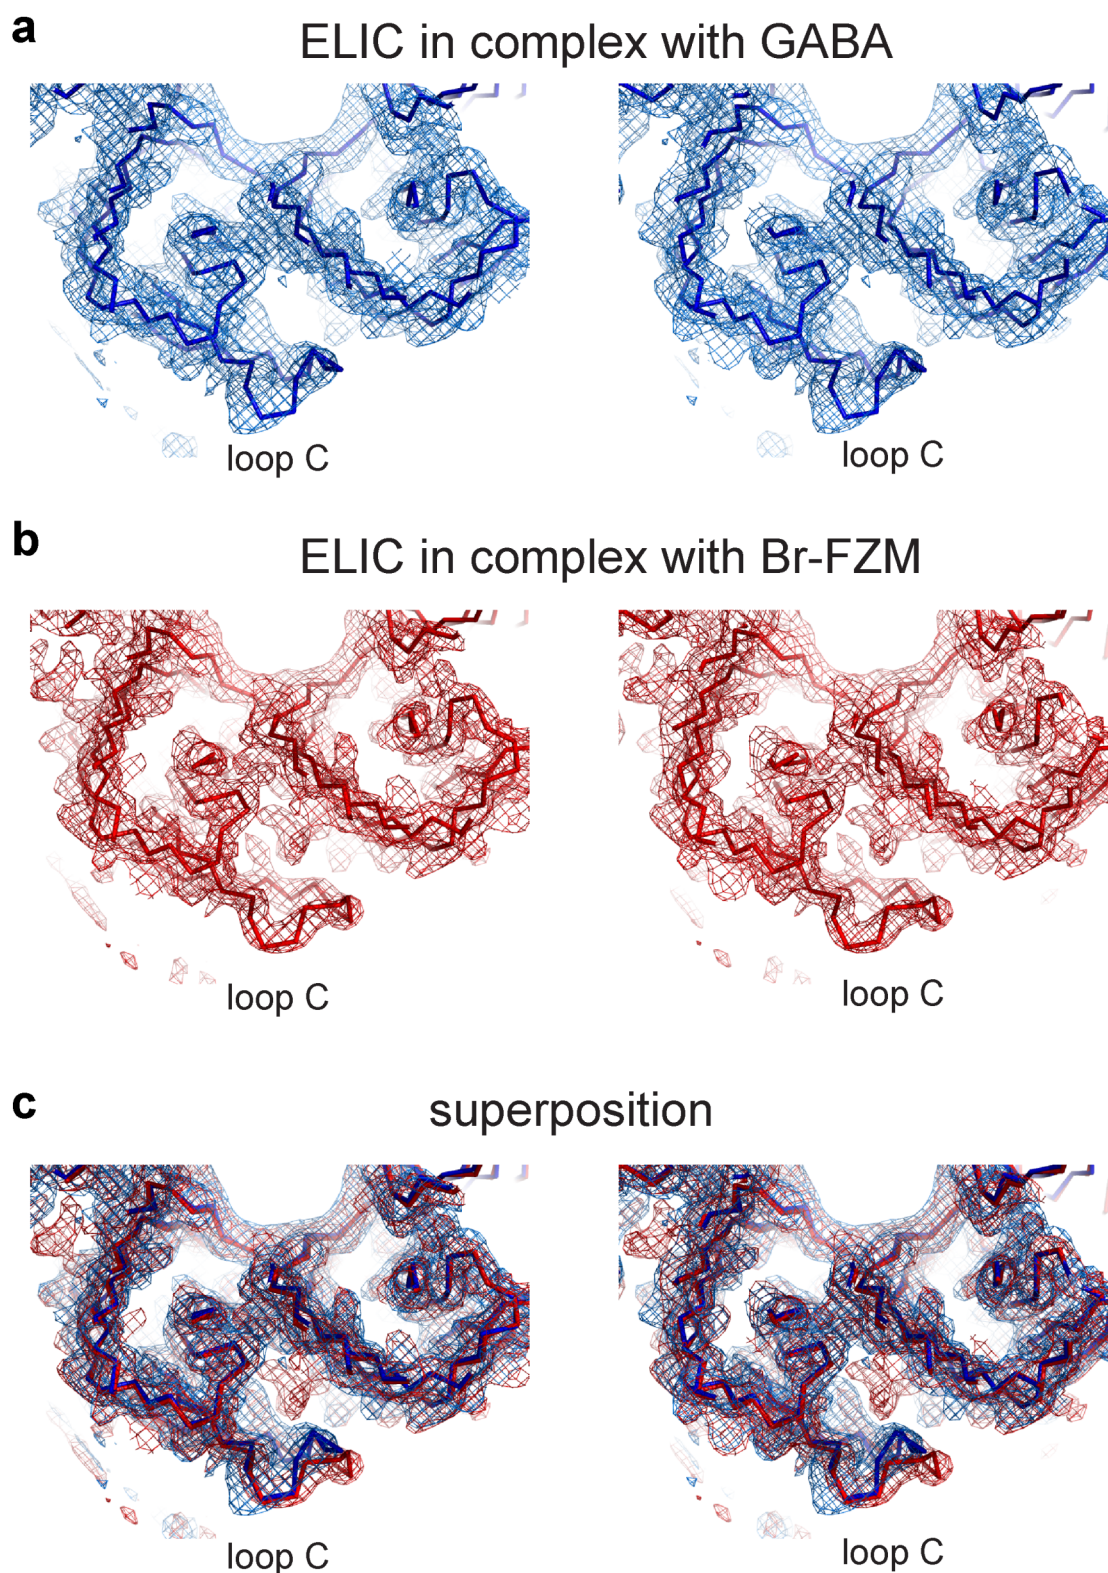 a
ELIC in complex with GABA
loop C
loop C
b
ELIC in complex with Br-FZM
loop C
loop C
c
superposition
loop C
loop C